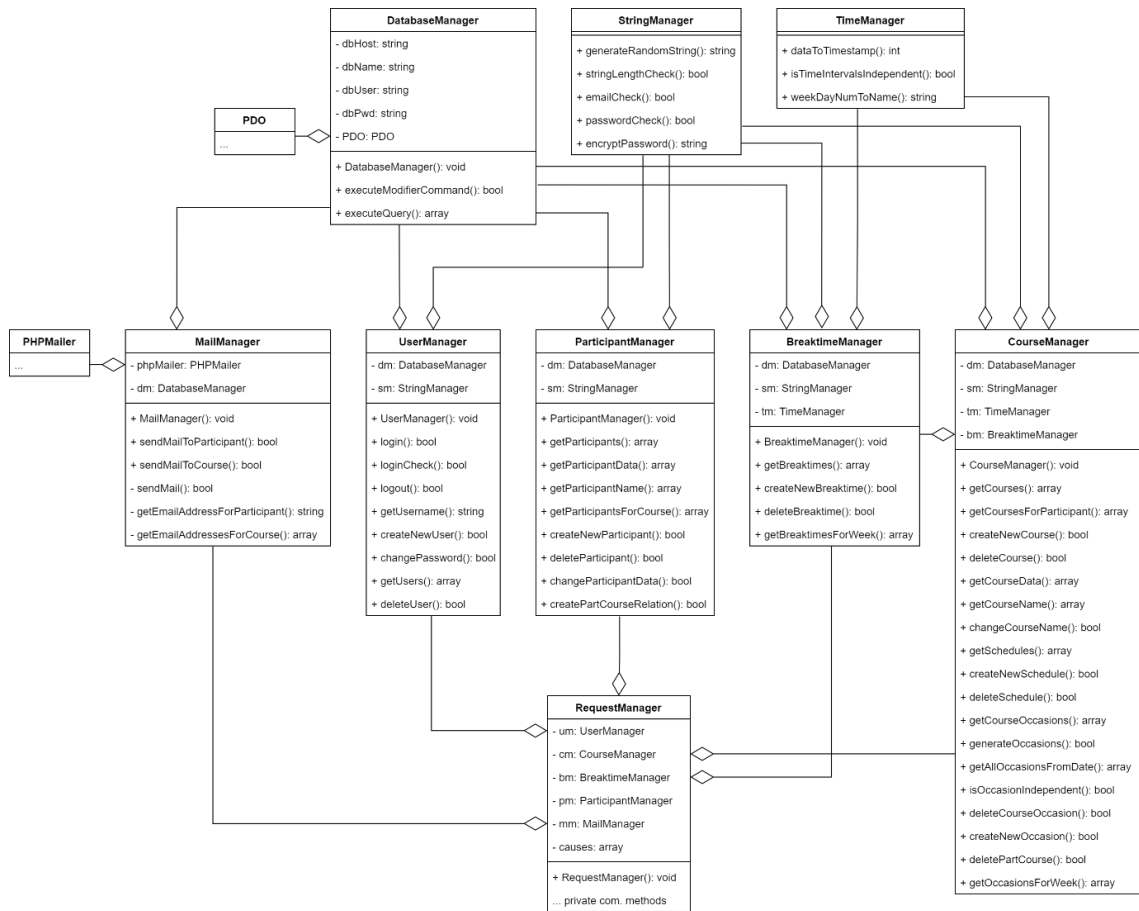 DatabaseManager
- dbHost: string
- dbName: string
- dbUser: string
- dbPwd: string
- PDO: PDO
+ DatabaseManager(): void
+ executeModifierCommand(): bool
+ executeQuery(): array
StringManager
+ generateRandomString(): string
+ stringLengthCheck(): bool
+ emailCheck(): bool
+ passwordCheck(): bool
+ encryptPassword(): string
TimeManager
+ dataToTimestamp(): int
+ isTimeIntervalsIndependent(): bool
+ weekDayNumToName(): string
PDO
...
PHPMailer
...
MailManager
- phpMailer: PHPMailer
- dm: DatabaseManager
+ MailManager(): void
+ sendMailToParticipant(): bool
+ sendMailToCourse(): bool
- sendMail(): bool
- getEmailAddressForParticipant(): string
- getEmailAddressesForCourse(): array
UserManager
- dm: DatabaseManager
- sm: StringManager
+ UserManager(): void
+ login(): bool
+ loginCheck(): bool
+ logout(): bool
+ getUsername(): string
+ createNewUser(): bool
+ changePassword(): bool
+ getUsers(): array
+ deleteUser(): bool
ParticipantManager
- dm: DatabaseManager
- sm: StringManager
+ ParticipantManager(): void
+ getParticipants(): array
+ getParticipantData(): array
+ getParticipantName(): array
+ getParticipantsForCourse(): array
+ createNewParticipant(): bool
+ deleteParticipant(): bool
+ changeParticipantData(): bool
+ createPartCourseRelation(): bool
BreaktimeManager
- dm: DatabaseManager
- sm: StringManager
- tm: TimeManager
+ BreaktimeManager(): void
+ getBreaktimes(): array
+ createNewBreaktime(): bool
+ deleteBreaktime(): bool
+ getBreaktimesForWeek(): array
CourseManager
- dm: DatabaseManager
- sm: StringManager
- tm: TimeManager
- bm: BreaktimeManager
+ CourseManager(): void
+ getCourses(): array
+ getCoursesForParticipant(): array
+ createNewCourse(): bool
+ deleteCourse(): bool
+ getCourseData(): array
+ getCourseName(): array
+ changeCourseName(): bool
+ getSchedules(): array
+ createNewSchedule(): bool
+ deleteSchedule(): bool
+ getCourseOccasions(): array
+ generateOccasions(): bool
+ getAllOccasionsFromDate(): array
+ isOccasionIndependent(): bool
+ deleteCourseOccasion(): bool
+ createNewOccasion(): bool
+ deletePartCourse(): bool
+ getOccasionsForWeek(): array
RequestManager
- um: UserManager
- cm: CourseManager
- bm: BreaktimeManager
- pm: ParticipantManager
- mm: MailManager
- causes: array
+ RequestManager(): void
... private com. methods